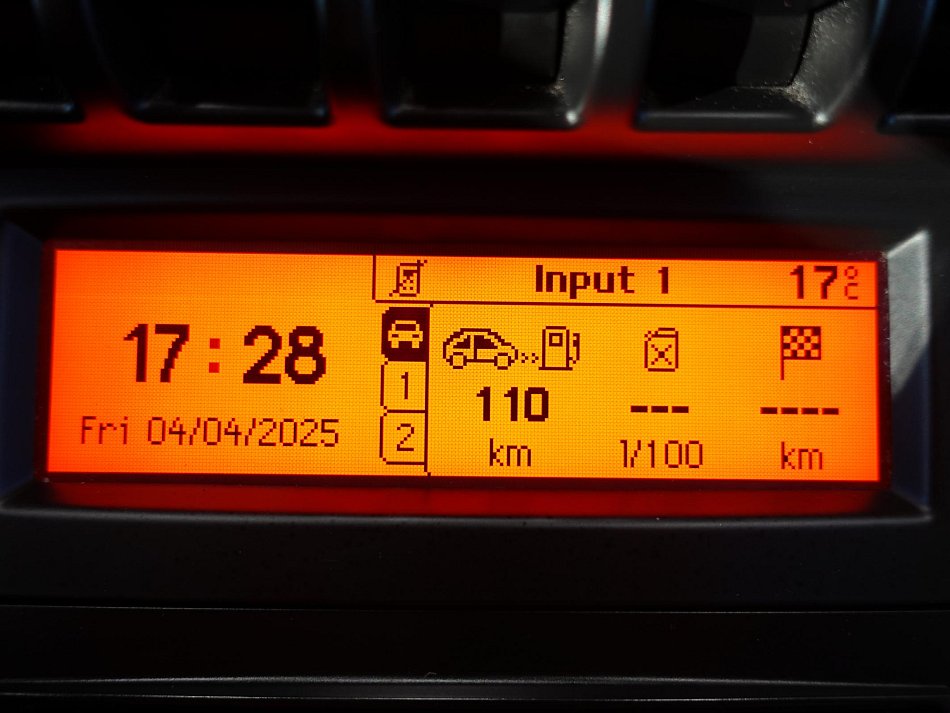 Input 1 17°C
17:28
Fri 04/04/2025
1
2
110 --- ----
km l/100 km